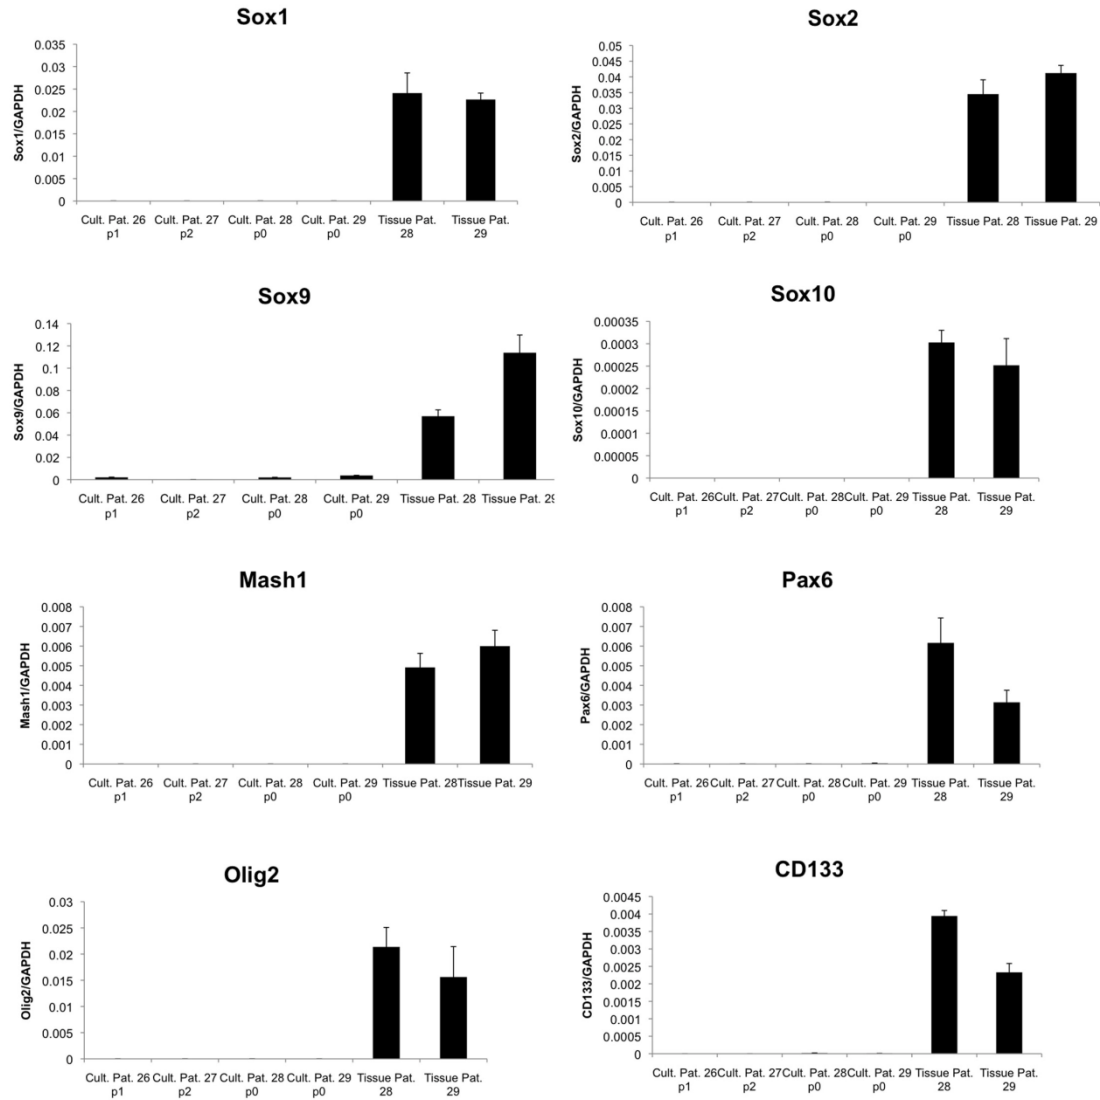 Sox1
0.035
0.03
0.025
0.02
0.015
0.01
0.005
0
Sox1/GAPDH
Cult. Pat. 26 Cult. Pat. 27 Cult. Pat. 28 Cult. Pat. 29 Tissue Pat. Tissue Pat.
p1 p2 p0 p0 28 29
Sox2
0.05
0.045
0.04
0.035
0.03
0.025
0.02
0.015
0.01
0.005
0
Sox2/GAPDH
Cult. Pat. 26 Cult. Pat. 27 Cult. Pat. 28 Cult. Pat. 29 Tissue Pat. 28 Tissue Pat. 29
p1 p2 p0 p0
Sox9
0.14
0.12
0.1
0.08
0.06
0.04
0.02
0
Sox9/GAPDH
Cult. Pat. 26 Cult. Pat. 27 Cult. Pat. 28 Cult. Pat. 29 Tissue Pat. 28 Tissue Pat. 29
p1 p2 p0 p0
Sox10
0.00035
0.0003
0.00025
0.0002
0.00015
0.0001
0.00005
0
Sox10/GAPDH
Cult. Pat. 26 Cult. Pat. 27 Cult. Pat. 28 Cult. Pat. 29 Tissue Pat. Tissue Pat.
p1 p2 p0 p0 28 29
Mash1
0.008
0.007
0.006
0.005
0.004
0.003
0.002
0.001
0
Mash1/GAPDH
Cult. Pat. 26 Cult. Pat. 27 Cult. Pat. 28 Cult. Pat. 29 Tissue Pat. 28 Tissue Pat. 29
p1 p2 p0 p0
Pax6
0.008
0.007
0.006
0.005
0.004
0.003
0.002
0.001
0
Pax6/GAPDH
Cult. Pat. 26 Cult. Pat. 27 Cult. Pat. 28 Cult. Pat. 29 Tissue Pat. Tissue Pat.
p1 p2 p0 p0 28 29
Olig2
0.03
0.025
0.02
0.015
0.01
0.005
0
Olig2/GAPDH
Cult. Pat. 26 Cult. Pat. 27 Cult. Pat. 28 Cult. Pat. 29 Tissue Pat. Tissue Pat.
p1 p2 p0 p0 28 29
CD133
0.0045
0.004
0.0035
0.003
0.0025
0.002
0.0015
0.001
0.0005
0
CD133/GAPDH
Cult. Pat. 26 Cult. Pat. 27 Cult. Pat. 28 Cult. Pat. 29 Tissue Pat. Tissue Pat.
p1 p2 p0 p0 28 29